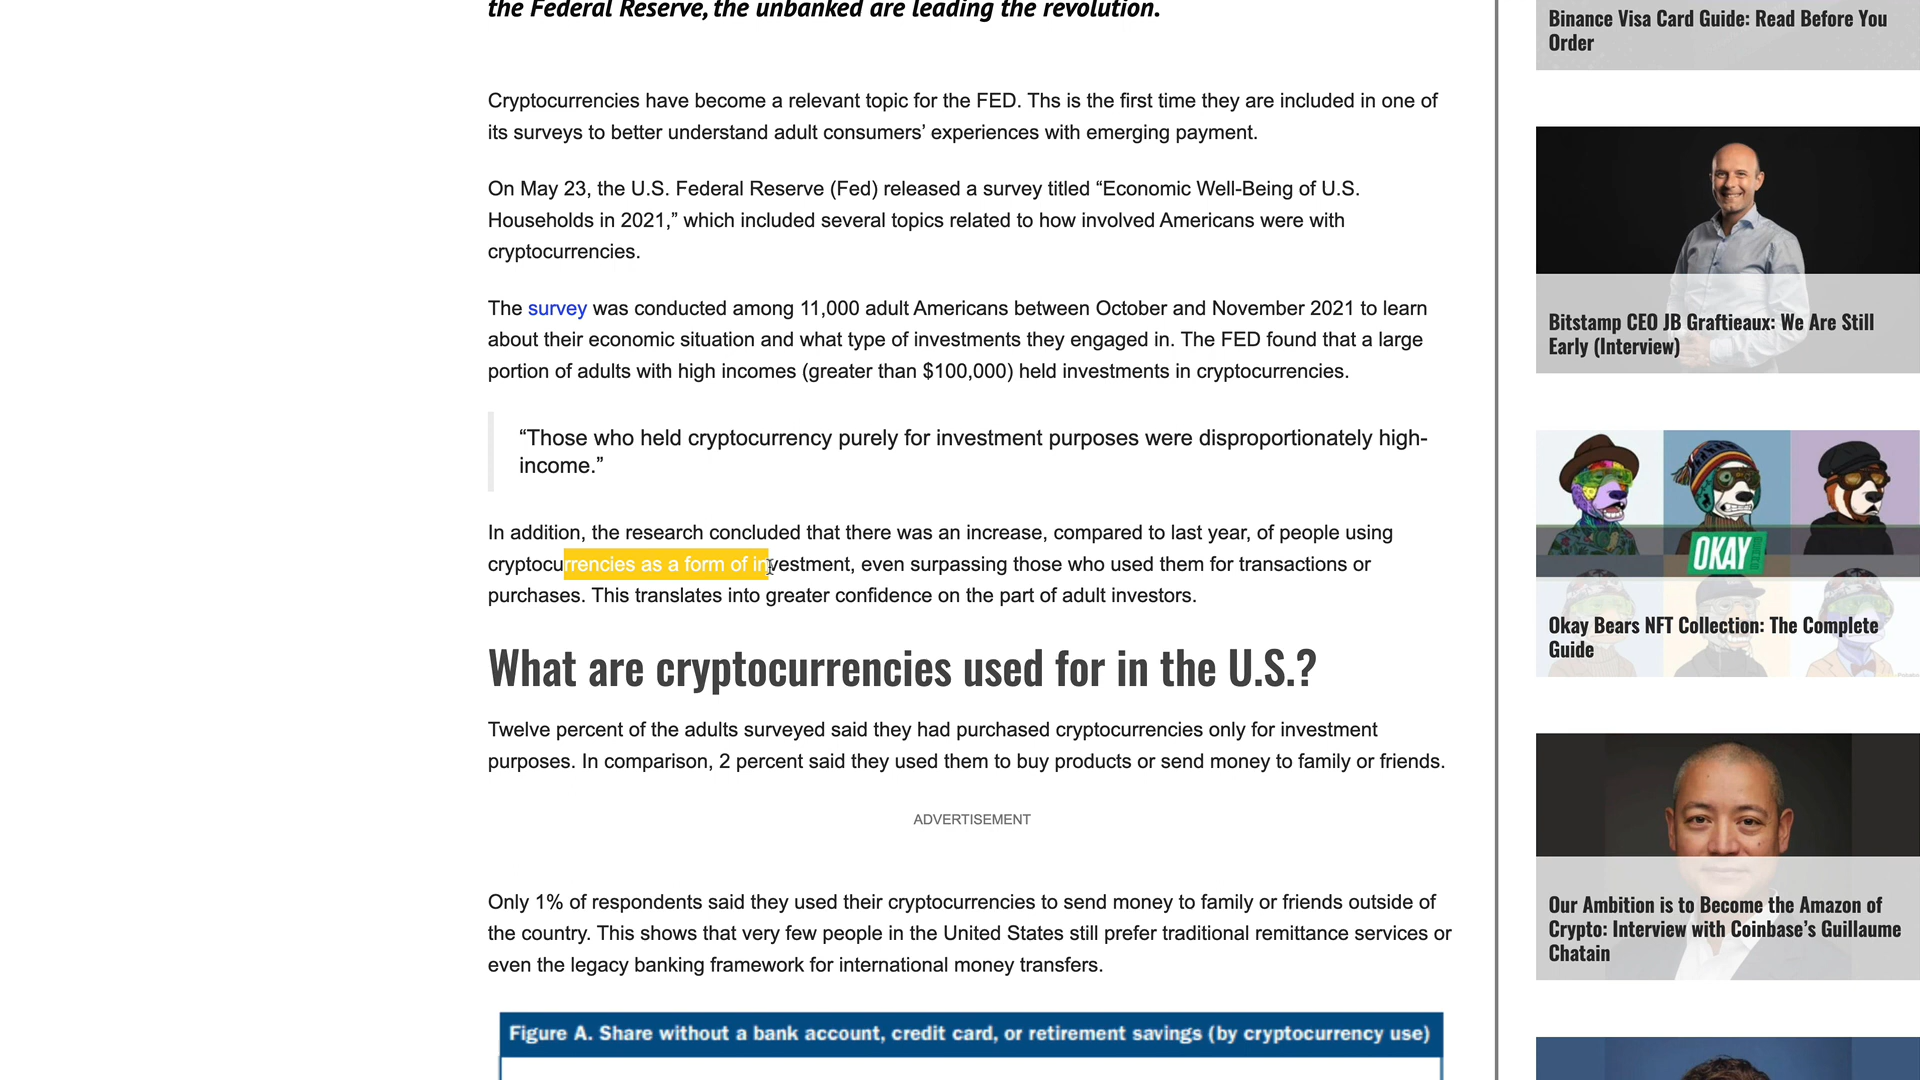 the Federal Reserve, the unbanked are leading the revolution.
Cryptocurrencies have become a relevant topic for the FED. Ths is the first time they are included in one of
its surveys to better understand adult consumers’ experiences with emerging payment.
On May 23, the U.S. Federal Reserve (Fed) released a survey titled “Economic Well-Being of U.S.
Households in 2021,” which included several topics related to how involved Americans were with
cryptocurrencies.
The survey was conducted among 11,000 adult Americans between October and November 2021 to learn
about their economic situation and what type of investments they engaged in. The FED found that a large
portion of adults with high incomes (greater than $100,000) held investments in cryptocurrencies.
“Those who held cryptocurrency purely for investment purposes were disproportionately high-
income.”
In addition, the research concluded that there was an increase, compared to last year, of people using
cryptocurrencies as a form of investment, even surpassing those who used them for transactions or
purchases. This translates into greater confidence on the part of adult investors.
What are cryptocurrencies used for in the U.S.?
Twelve percent of the adults surveyed said they had purchased cryptocurrencies only for investment
purposes. In comparison, 2 percent said they used them to buy products or send money to family or friends.
ADVERTISEMENT
Only 1% of respondents said they used their cryptocurrencies to send money to family or friends outside of
the country. This shows that very few people in the United States still prefer traditional remittance services or
even the legacy banking framework for international money transfers.
Figure A. Share without a bank account, credit card, or retirement savings (by cryptocurrency use)
Binance Visa Card Guide: Read Before You
Order
Bitstamp CEO JB Graftieaux: We Are Still
Early (Interview)
OKAY
Okay Bears NFT Collection: The Complete
Guide
Our Ambition is to Become the Amazon of
Crypto: Interview with Coinbase’s Guillaume
Chatain